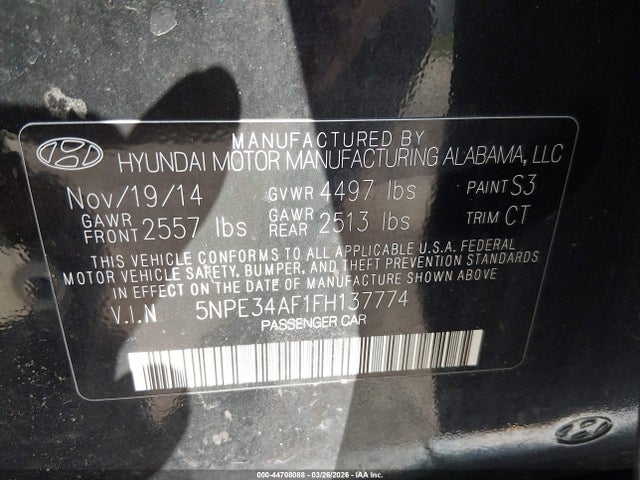 MANUFACTURED BY
HYUNDAI MOTOR MANUFACTURING ALABAMA, LLC
Nov/19/14 GVWR 4497 lbs PAINT S3
GAWR FRONT 2557 lbs GAWR REAR 2513 lbs TRIM CT
THIS VEHICLE CONFORMS TO ALL APPLICABLE U.S.A. FEDERAL
MOTOR VEHICLE SAFETY, BUMPER, AND THEFT PREVENTION STANDARDS
IN EFFECT ON THE DATE OF MANUFACTURE SHOWN ABOVE
V.I.N 5NPE34AF1FH137774
PASSENGER CAR
000-44708088 - 03/26/2026 - IAA Inc.